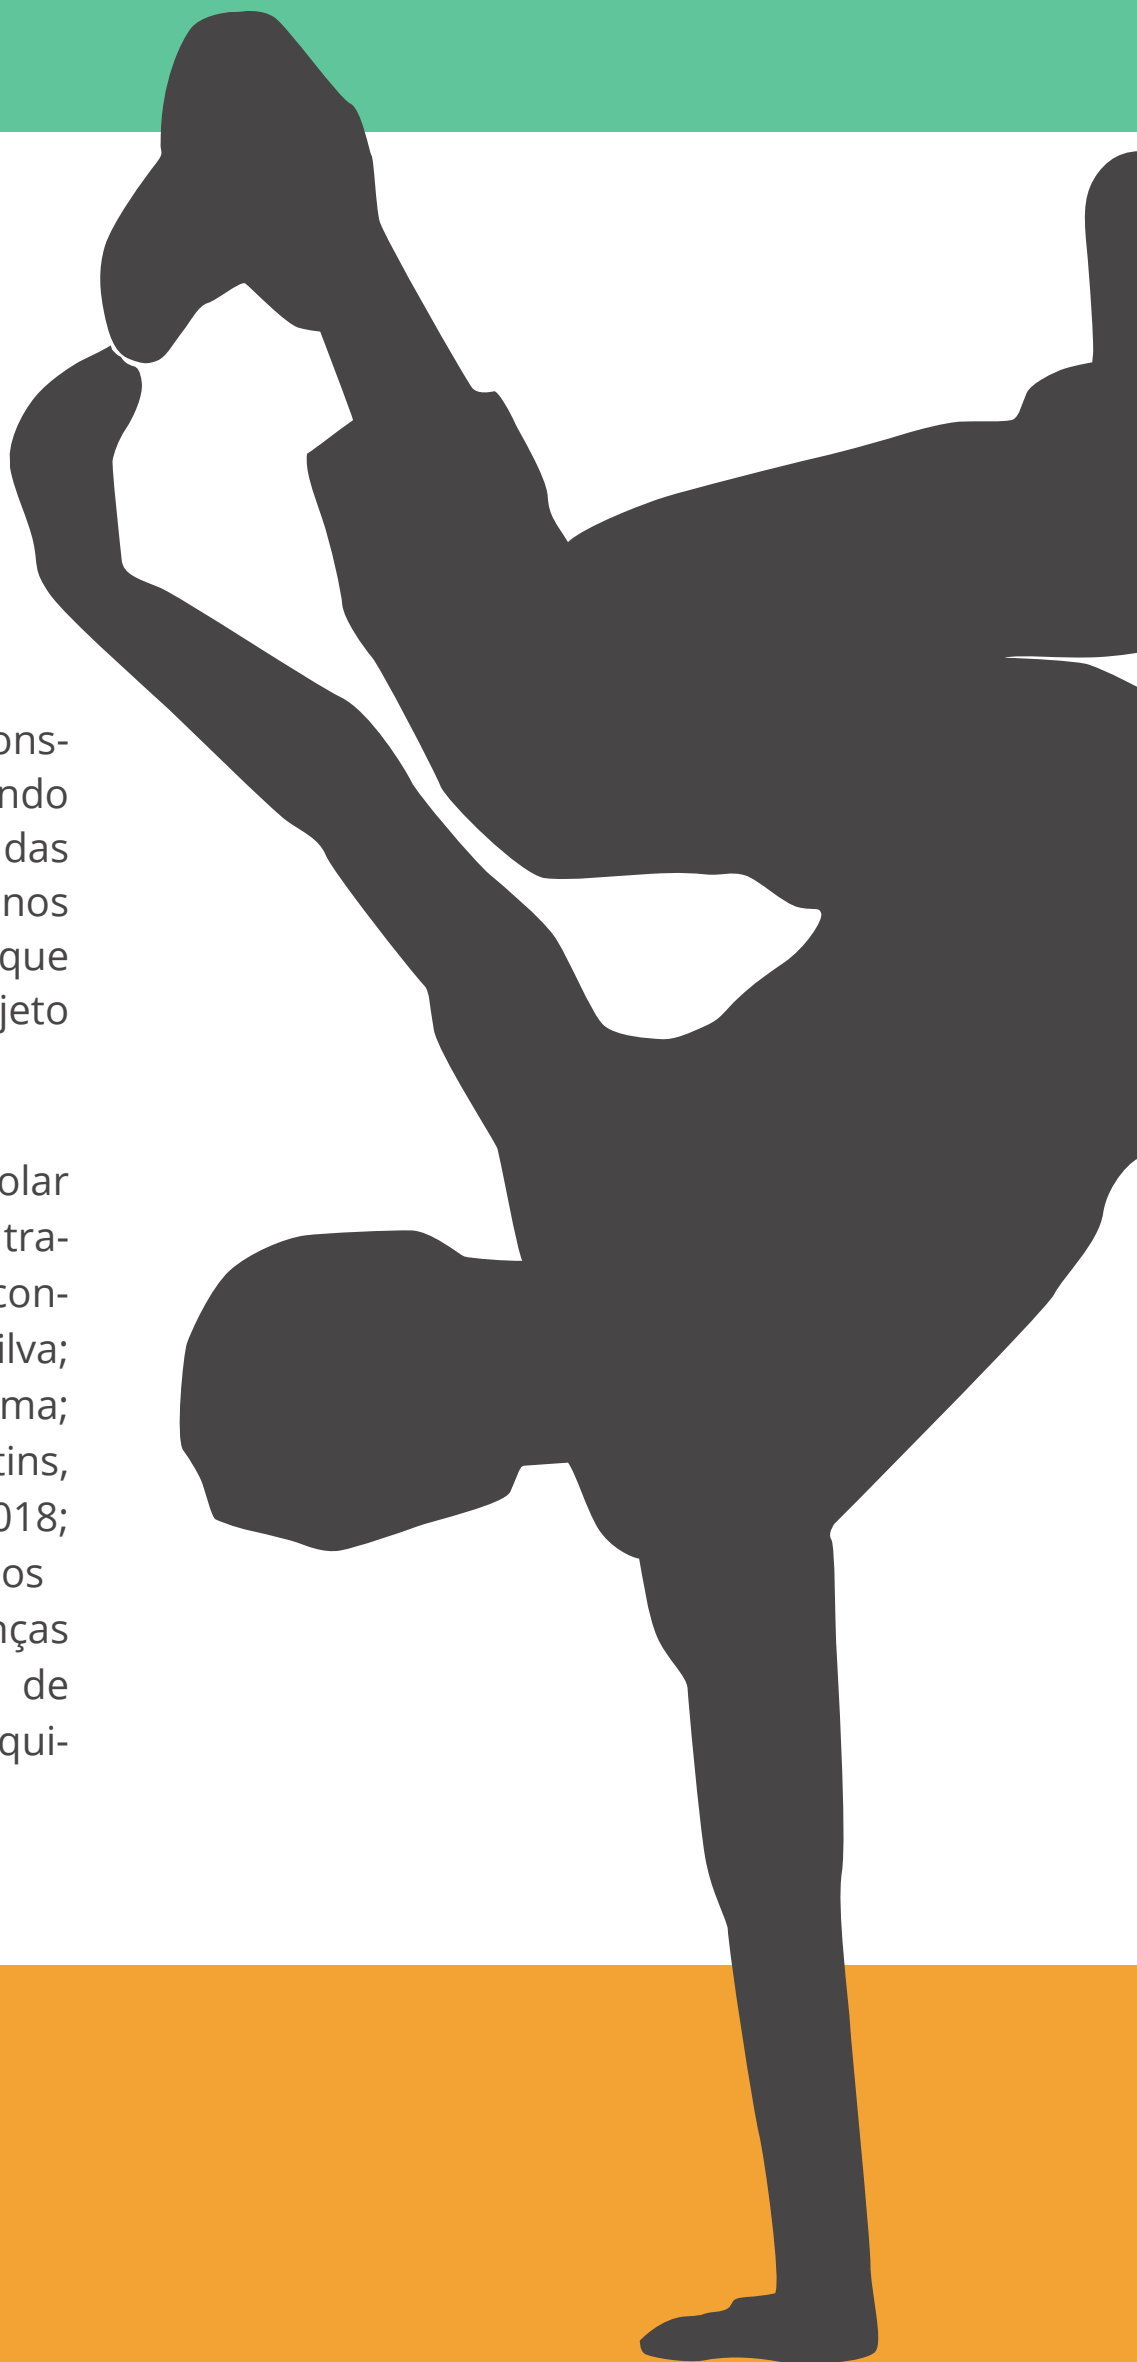 ons-
ndo
das
nos
que
jeto
olar
tra-
con-
ilva;
ma;
tins,
018;
os
nças
de
qui-